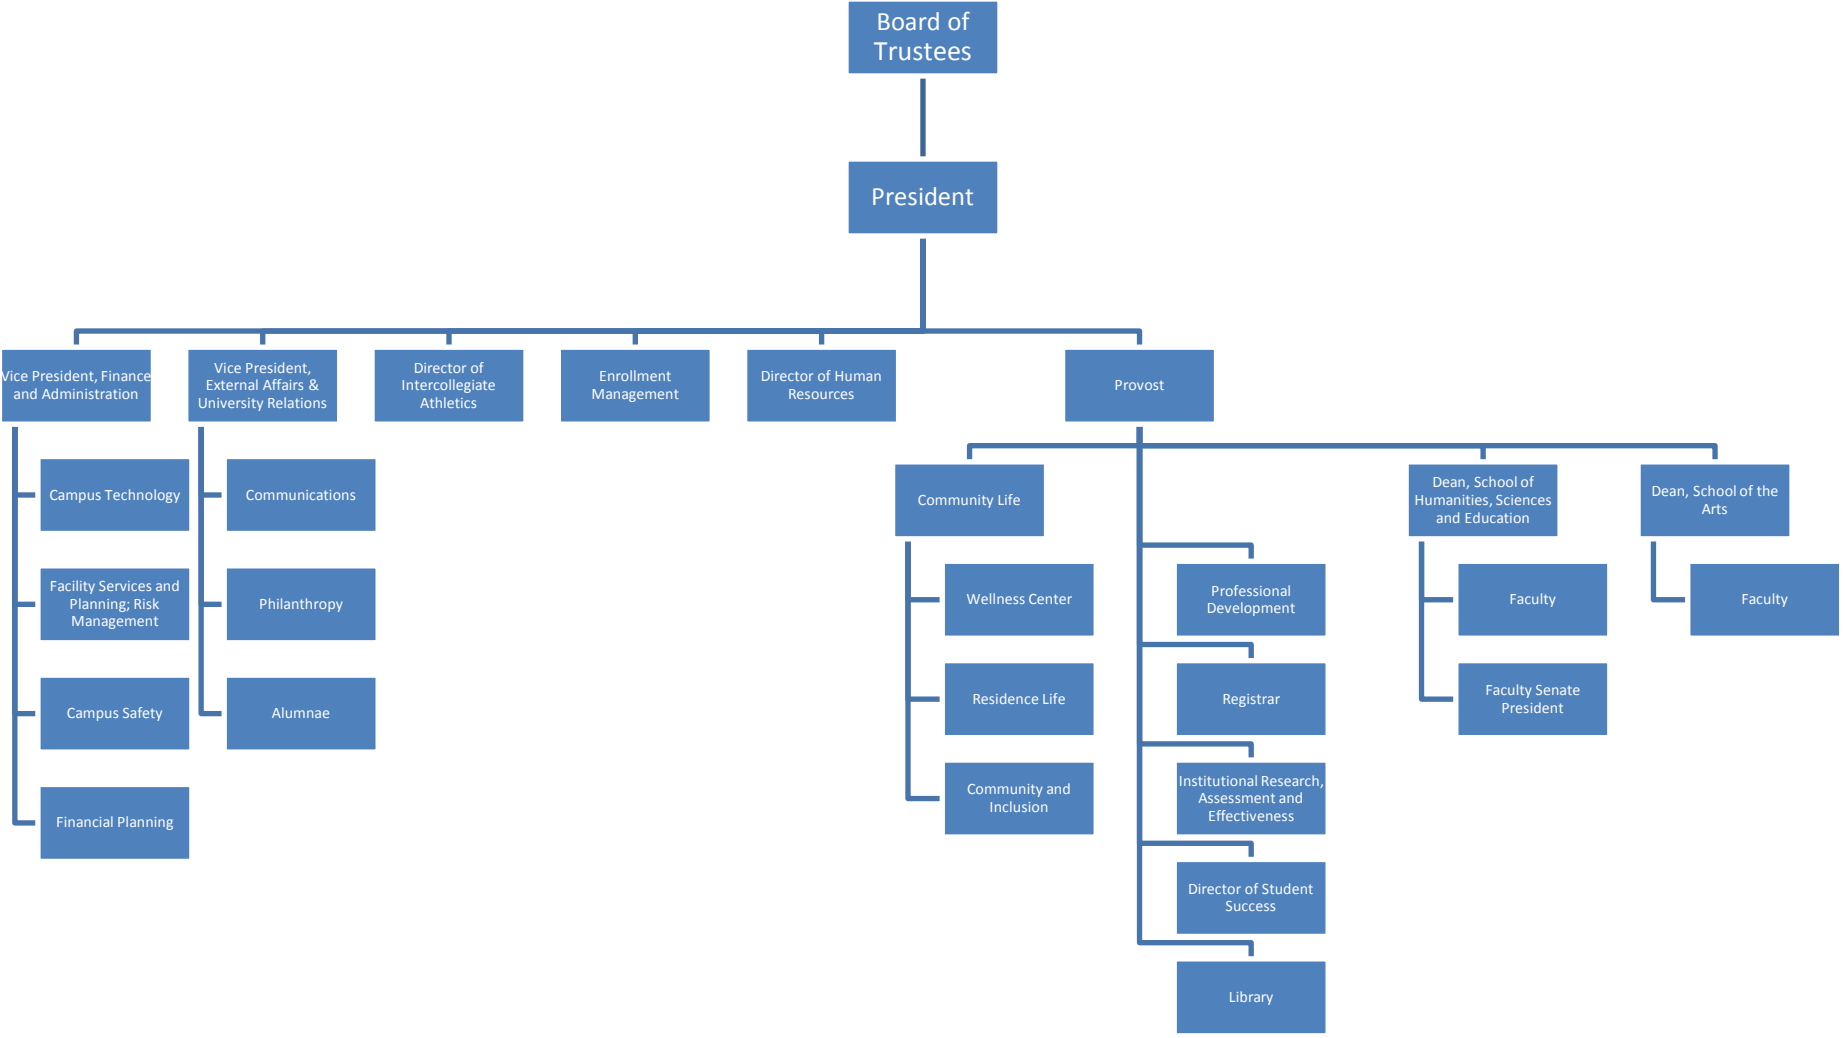 Board of
Trustees
President
Vice President, Finance
and Administration
Vice President,
External Affairs &
University Relations
Director of
Intercollegiate
Athletics
Enrollment
Management
Director of Human
Resources
Provost
Campus Technology
Facility Services and
Planning; Risk
Management
Campus Safety
Financial Planning
Communications
Philanthropy
Alumnae
Community Life
Wellness Center
Residence Life
Community and
Inclusion
Professional
Development
Registrar
Institutional Research,
Assessment and
Effectiveness
Director of Student
Success
Library
Dean, School of
Humanities, Sciences
and Education
Faculty
Faculty Senate
President
Dean, School of the
Arts
Faculty